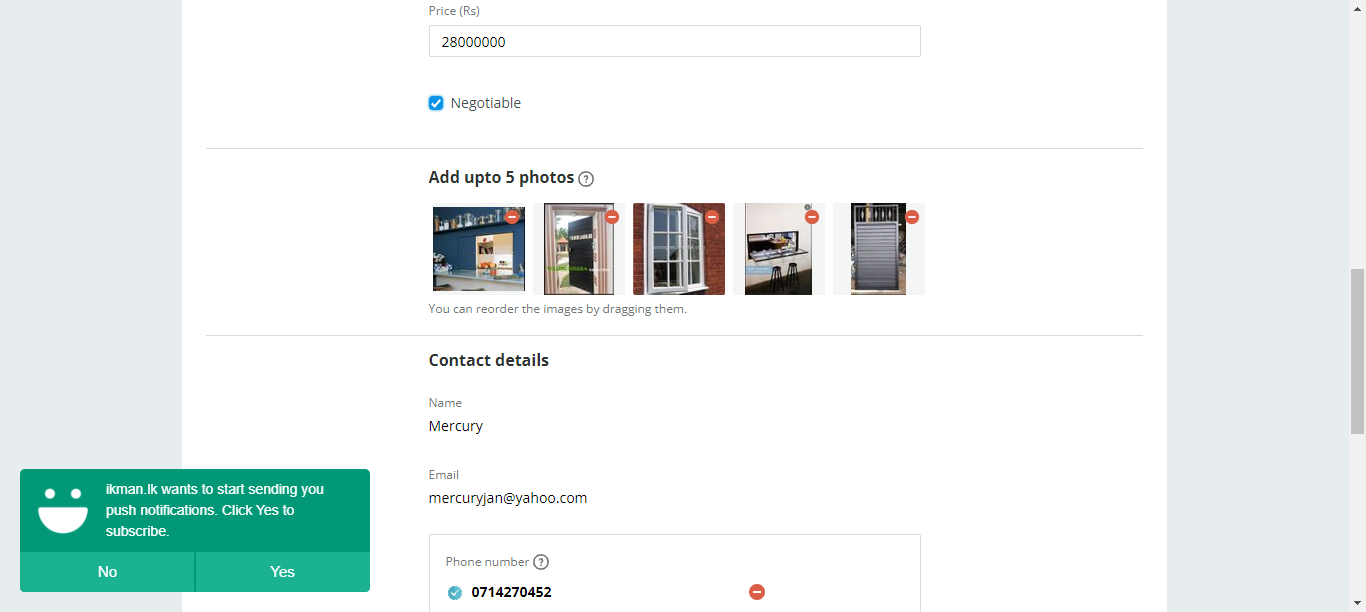 Price (Rs)
28000000
Negotiable
Add upto 5 photos ?
You can reorder the images by dragging them.
Contact details
Name
Mercury
Email
mercuryjan@yahoo.com
Phone number ?
0714270452
ikman.lk wants to start sending you
push notifications. Click Yes to
subscribe.
No
Yes